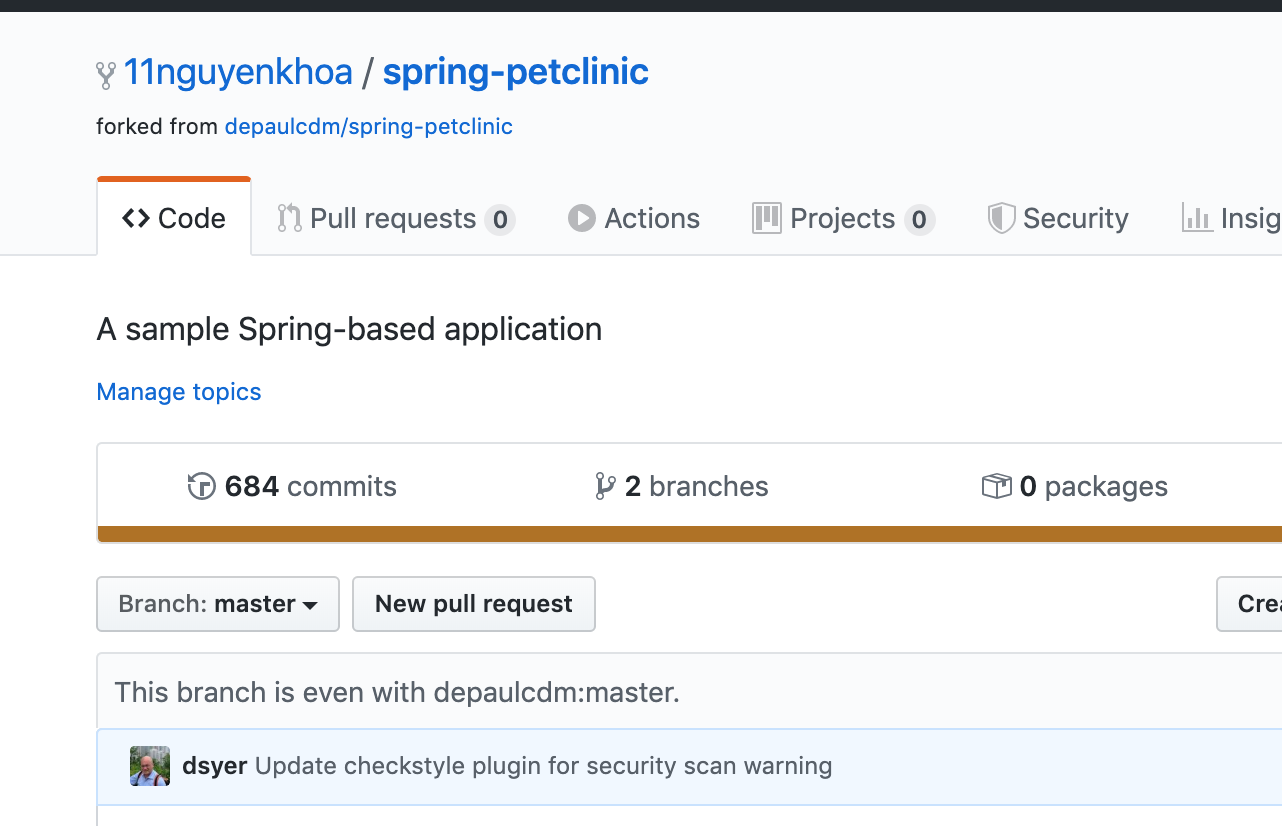 11nguyenkhoa / spring-petclinic
forked from depaulcdm/spring-petclinic
Code Pull requests 0 Actions Projects 0 Security Insig
A sample Spring-based application
Manage topics
684 commits 2 branches 0 packages
Branch: master New pull request Crea
This branch is even with depaulcdm:master.
dsyer Update checkstyle plugin for security scan warning